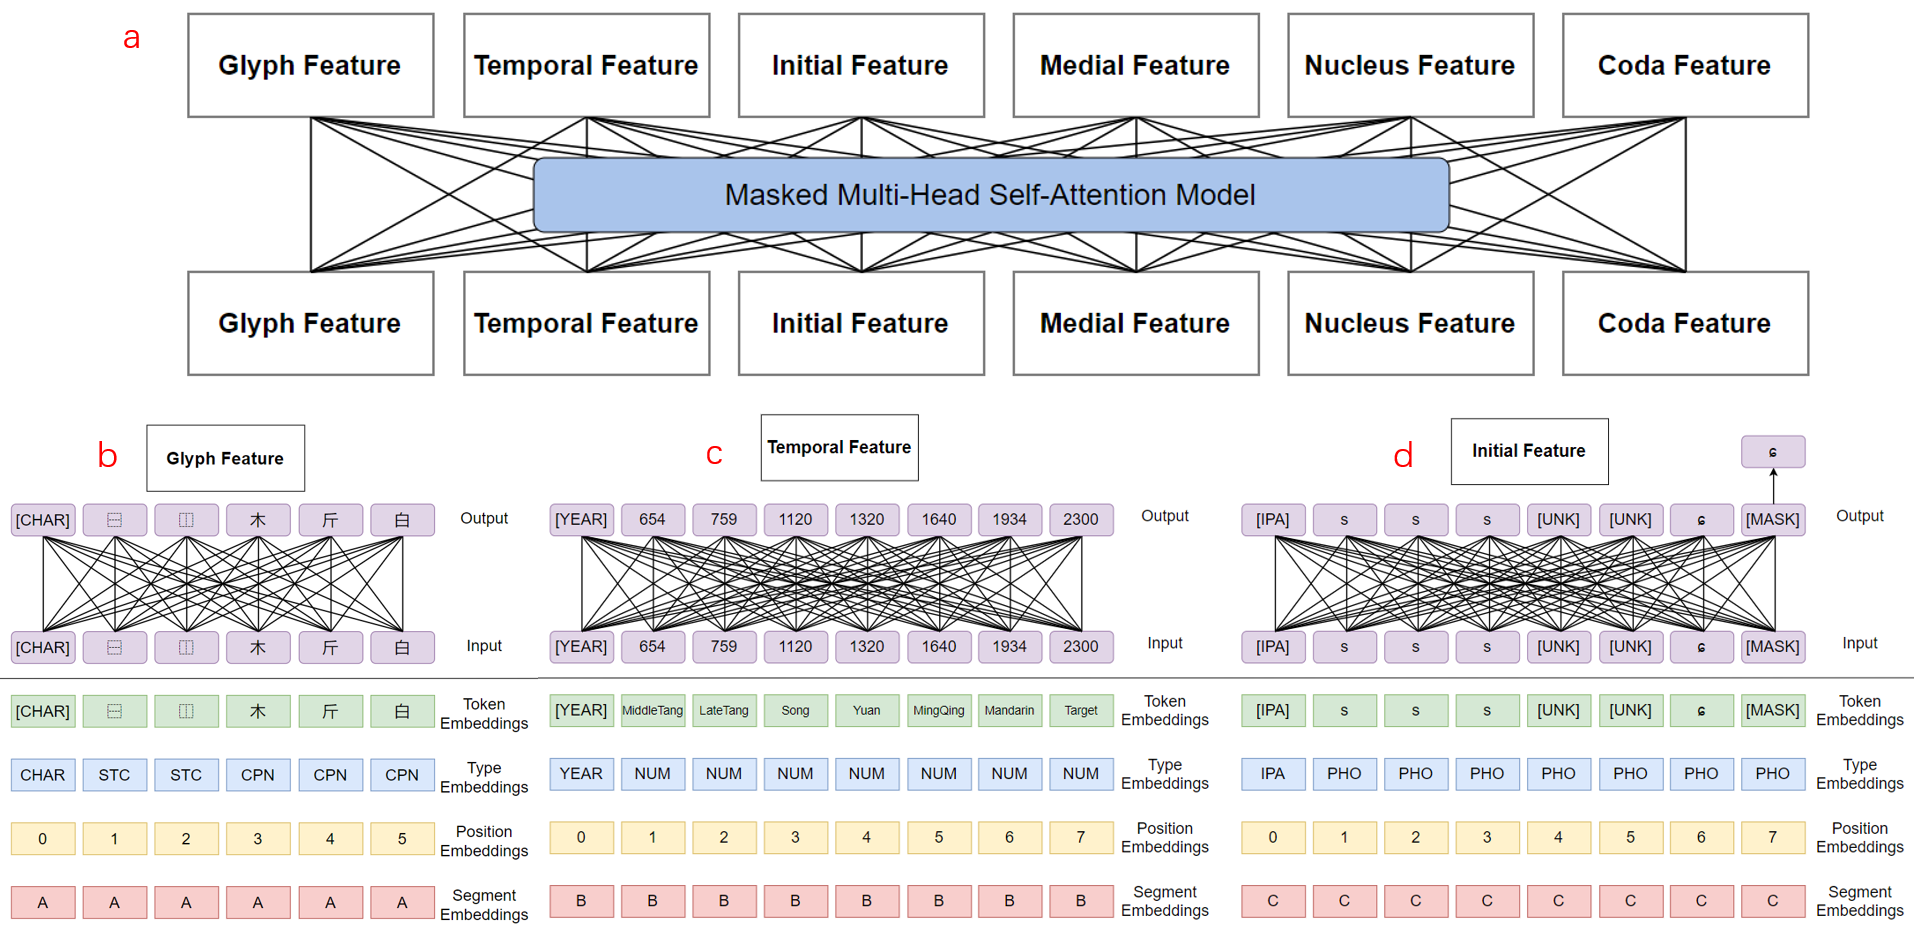 a
Glyph Feature Temporal Feature Initial Feature Medial Feature Nucleus Feature Coda Feature
Masked Multi-Head Self-Attention Model
Glyph Feature Temporal Feature Initial Feature Medial Feature Nucleus Feature Coda Feature
b
Glyph Feature
[CHAR] ⿱ ⿰ 木 斤 白 Output
[CHAR] ⿱ ⿰ 木 斤 白 Input
[CHAR] ⿱ ⿰ 木 斤 白 Token
Embeddings
CHAR STC STC CPN CPN CPN Type
Embeddings
0 1 2 3 4 5 Position
Embeddings
A A A A A A Segment
Embeddings
c
Temporal Feature
[YEAR] 654 759 1120 1320 1640 1934 2300 Output
[YEAR] 654 759 1120 1320 1640 1934 2300 Input
[YEAR] MiddleTang LateTang Song Yuan MingQing Mandarin Target Token
Embeddings
YEAR NUM NUM NUM NUM NUM NUM NUM Type
Embeddings
0 1 2 3 4 5 6 7 Position
Embeddings
B B B B B B B B Segment
Embeddings
d
Initial Feature
ɕ
[IPA] s s s [UNK] [UNK] ɕ [MASK] Output
[IPA] s s s [UNK] [UNK] ɕ [MASK] Input
[IPA] s s s [UNK] [UNK] ɕ [MASK] Token
Embeddings
IPA PHO PHO PHO PHO PHO PHO PHO Type
Embeddings
0 1 2 3 4 5 6 7 Position
Embeddings
C C C C C C C C Segment
Embeddings